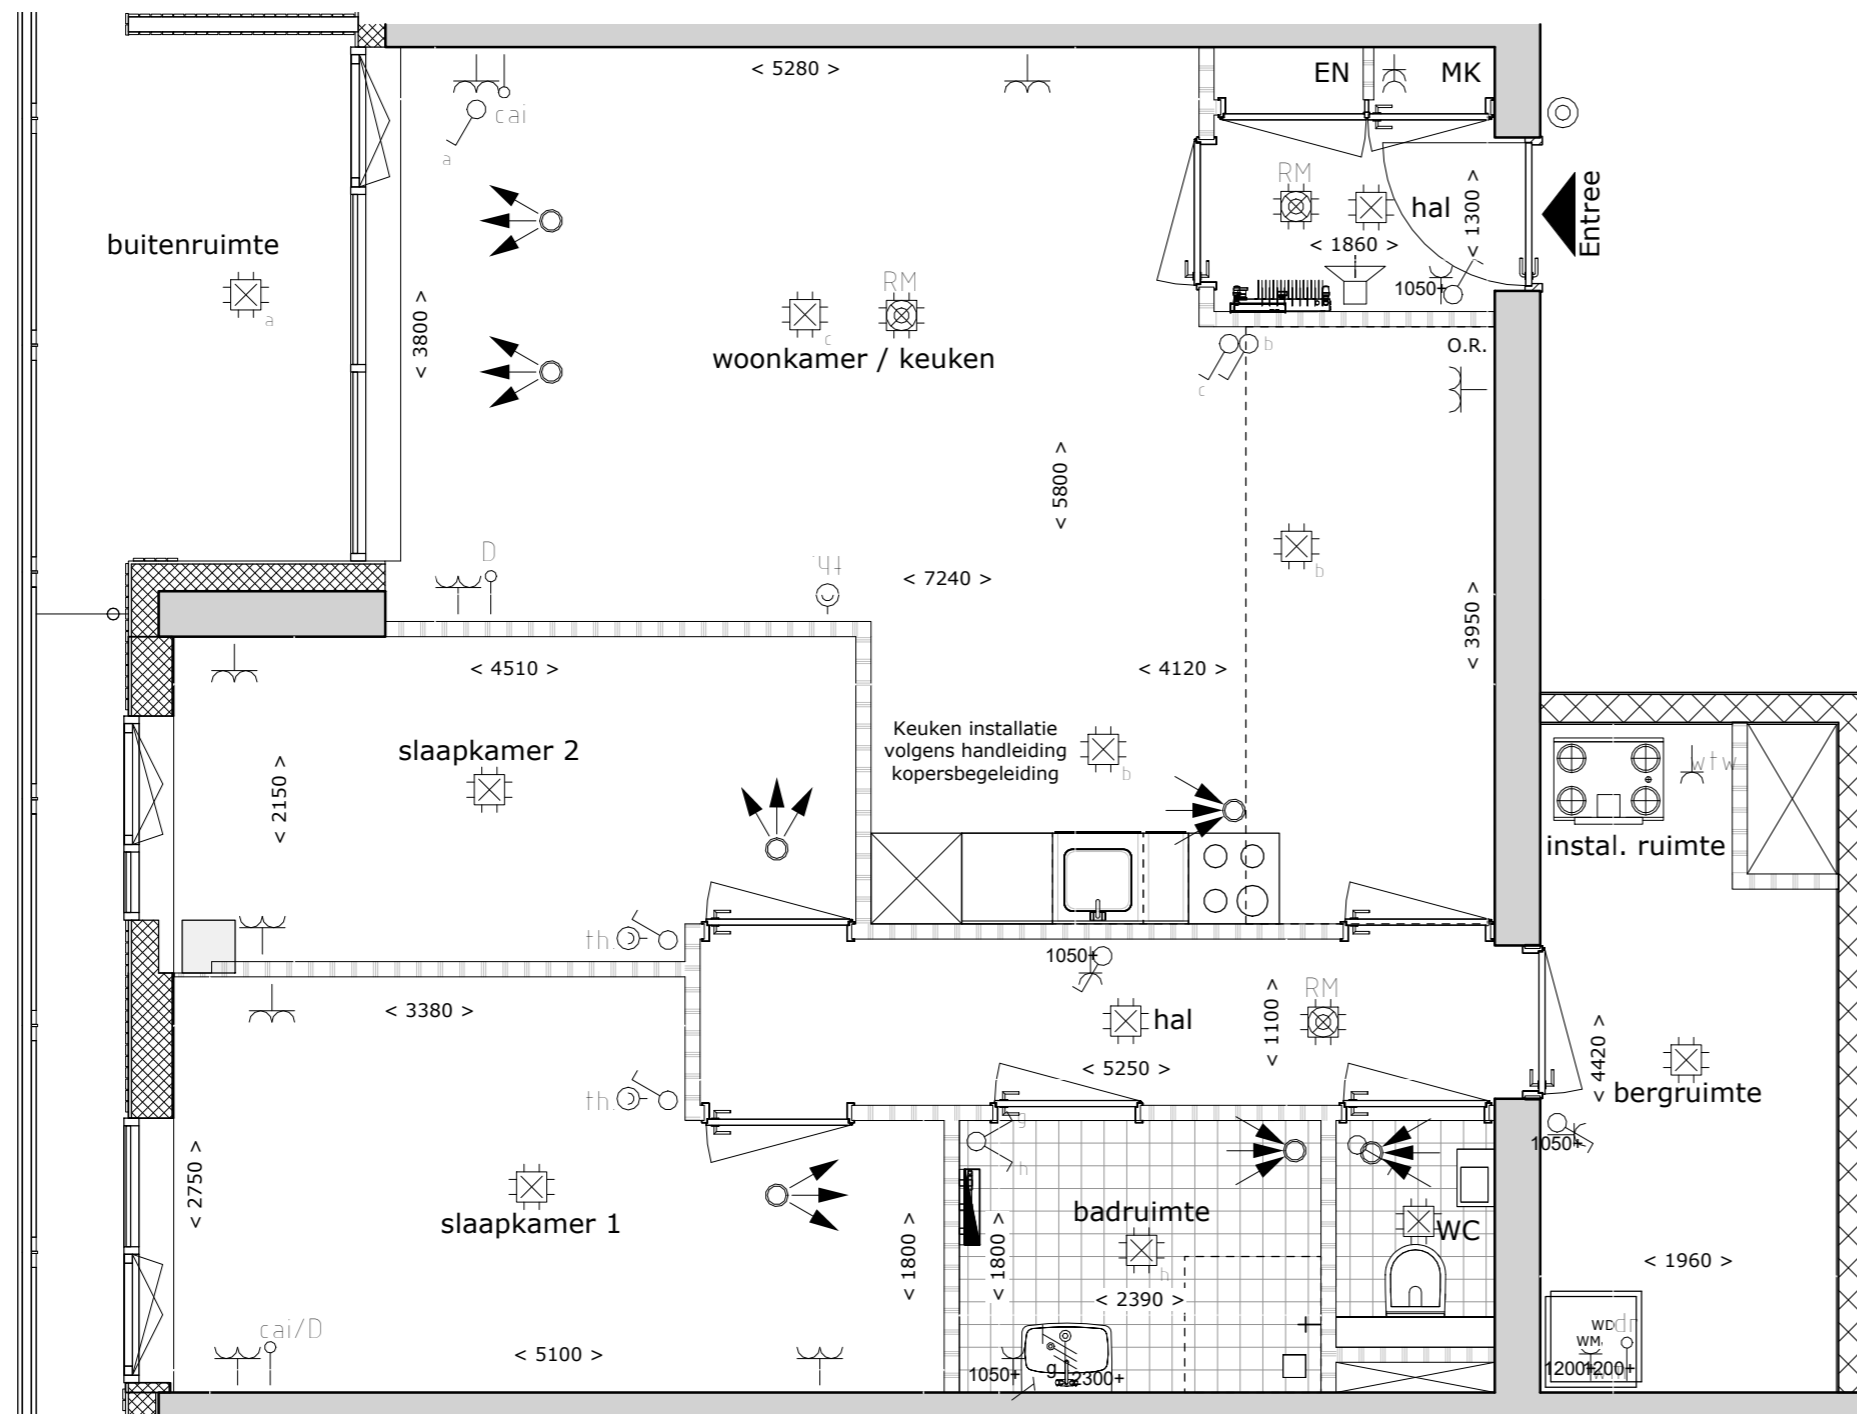 < 5280 >
EN
MK
cai
a
RM
hal
< 1300 >
Entree
< 1860 >
1050+
buitenruimte
a
< 3800 >
RM
c
woonkamer / keuken
b
c
O.R.
< 5800 >
b
D
< 7240 >
< 3950 >
< 4510 >
< 4120 >
Keuken installatie
volgens handleiding
kopersbegeleiding
b
slaapkamer 2
< 2150 >
wtw
instal. ruimte
th.
1050+
< 3380 >
hal
< 1100 >
RM
< 5250 >
< 4420 >
bergruimte
th.
g
h
1050+
< 2750 >
slaapkamer 1
< 1800 >
< 1800 >
badruimte
h
WC
< 2390 >
< 1960 >
cai/D
< 5100 >
1050+
g
2300+
WD
dr
WM
1200+
1200+